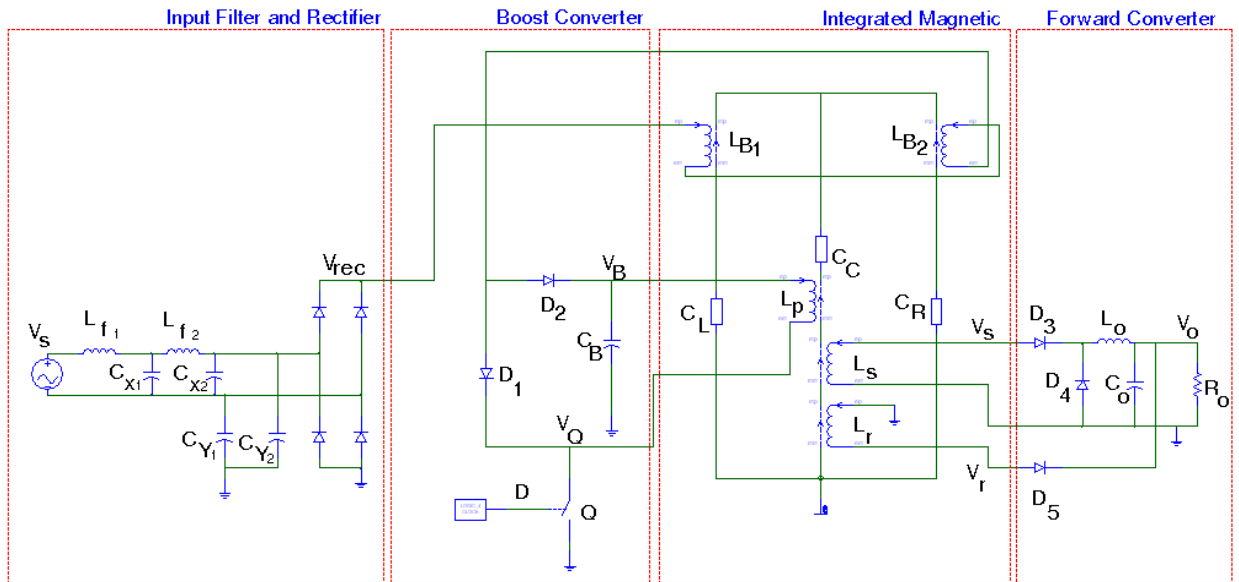 Input Filter and Rectifier
Boost Converter
Integrated Magnetic
Forward Converter
LB1
LB2
Vrec
VB
CC
D2
Lp
CL
CR
Vs
Lf1
Lf2
CB
Vs
D3
Lo
Vo
CX1
CX2
D1
Ls
D4
Co
Ro
CY1
CY2
VQ
Lr
Vr
D5
D
Q
LOGIC_1
CLOCK